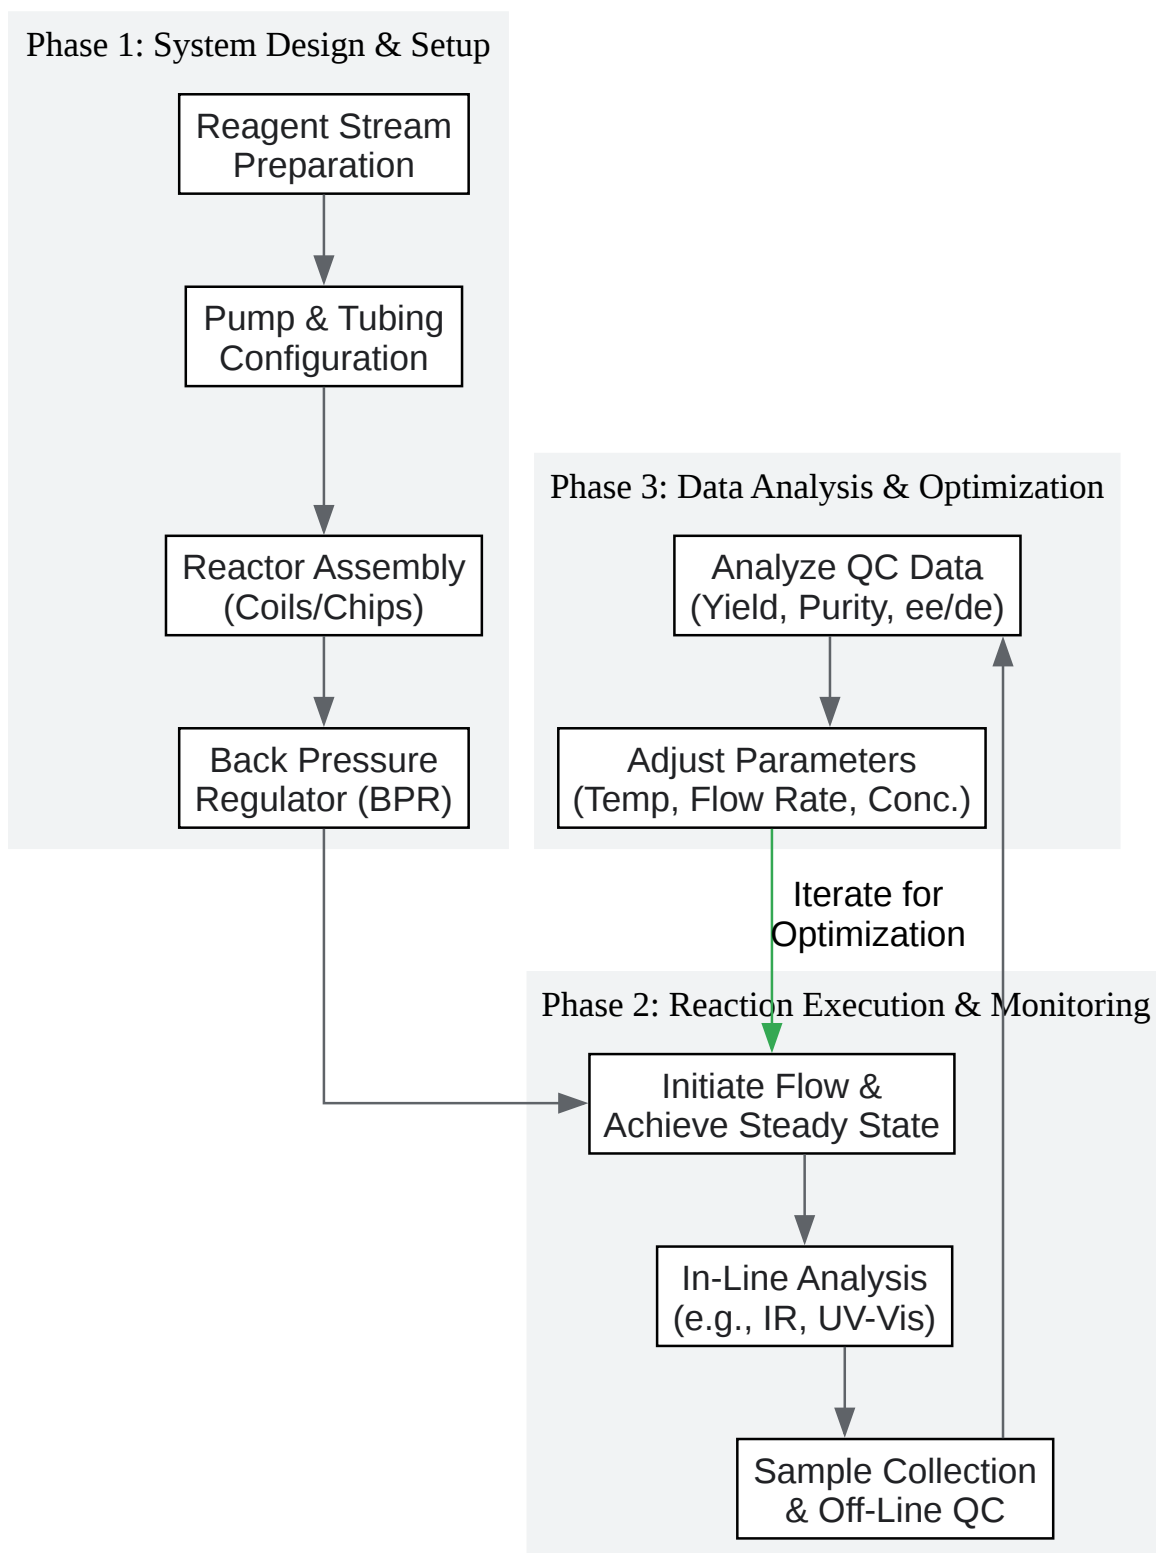 Phase 1: System Design & Setup
Reagent Stream
Preparation
Pump & Tubing
Configuration
Reactor Assembly
(Coils/Chips)
Back Pressure
Regulator (BPR)
Phase 3: Data Analysis & Optimization
Analyze QC Data
(Yield, Purity, ee/de)
Adjust Parameters
(Temp, Flow Rate, Conc.)
Iterate for
Optimization
Phase 2: Reaction Execution & Monitoring
Initiate Flow &
Achieve Steady State
In-Line Analysis
(e.g., IR, UV-Vis)
Sample Collection
& Off-Line QC